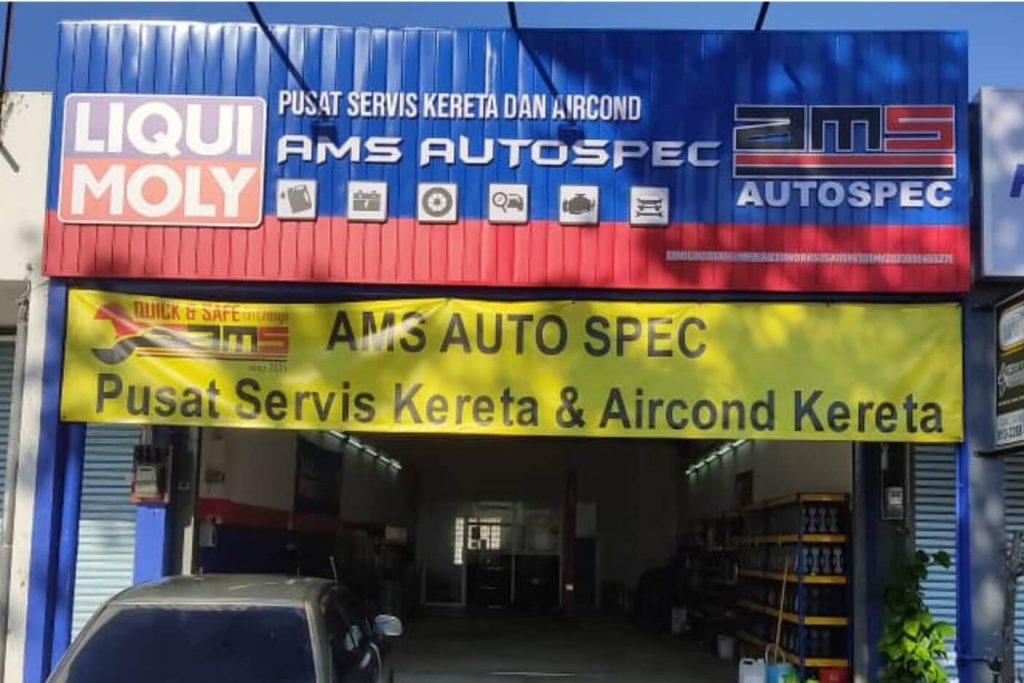 LIQUI
MOLY
PUSAT SERVIS KERETA DAN AIRCOND
AMS AUTOSPEC
ams
AUTOSPEC
QUICK & SAFE
ams
AMS AUTO SPEC
Pusat Servis Kereta & Aircond Kereta